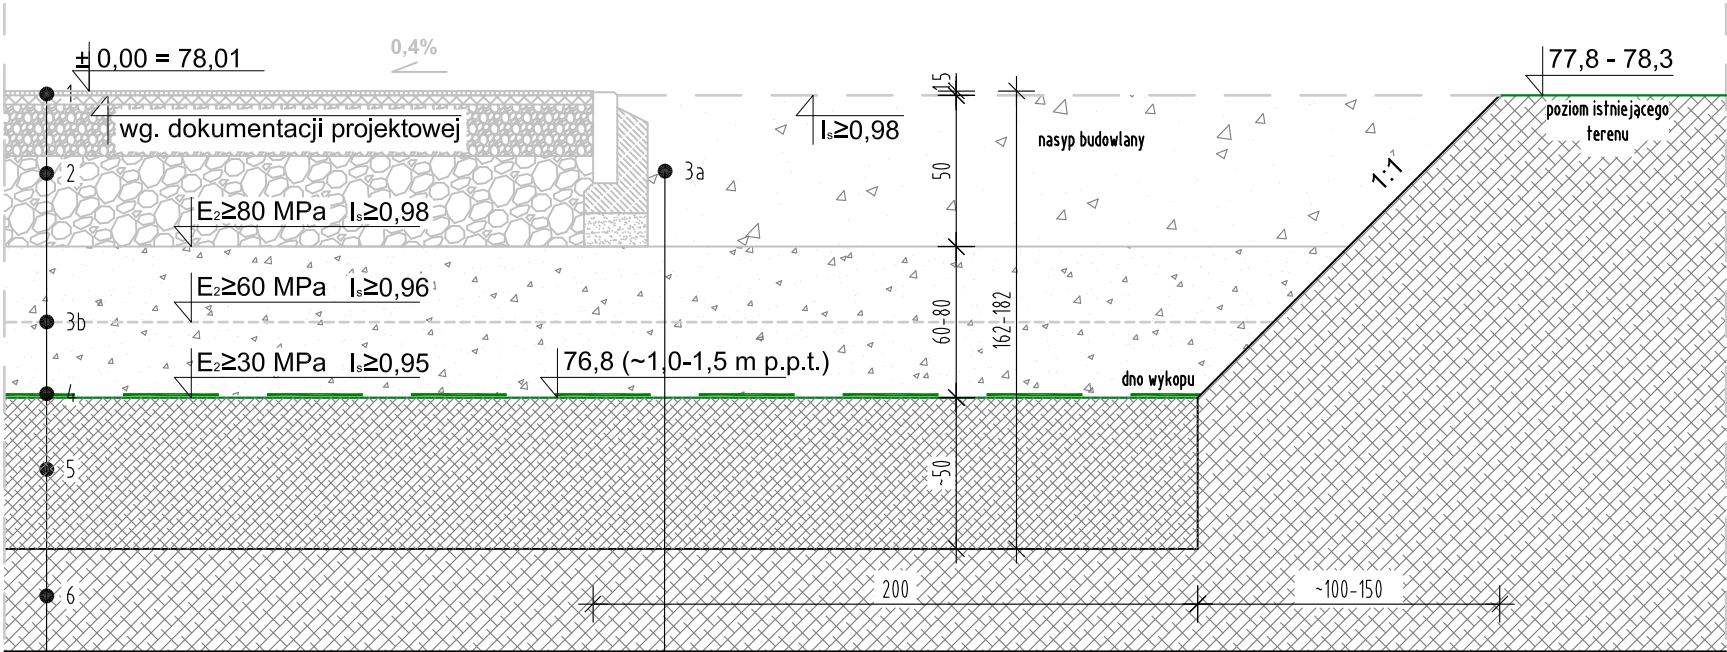 0,4%
± 0,00 = 78,01
77,8 - 78,3
1
wg. dokumentacji projektowej
Iₛ≥0,98
1,5
nasyp budowlany
poziom istniejącego
terenu
2
3a
50
1:1
E₂≥80 MPa Iₛ≥0,98
E₂≥60 MPa Iₛ≥0,96
3b
60-80
162-182
E₂≥30 MPa Iₛ≥0,95
76,8 (~1,0-1,5 m p.p.t.)
dno wykopu
4
5
~50
6
200
~100-150